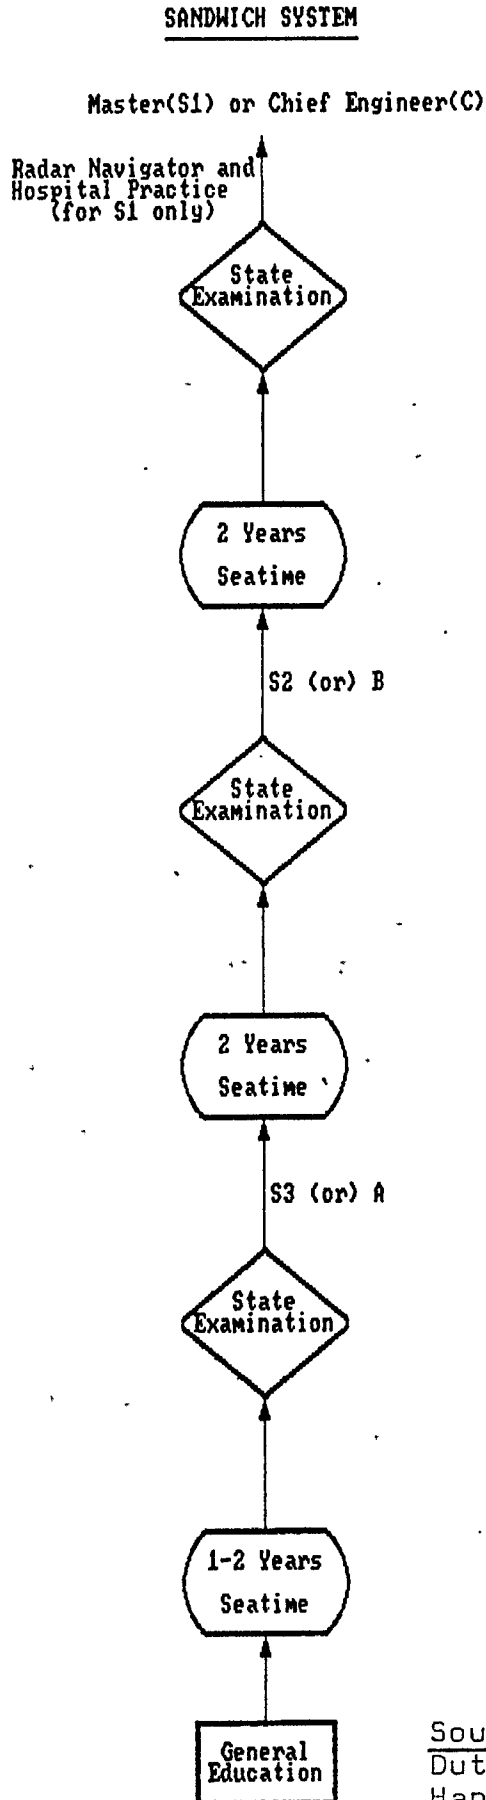 SANDWICH SYSTEM
Master(S1) or Chief Engineer(C)
Radar Navigator and
Hospital Practice
(for S1 only)
State
Examination
2 Years
Seatime
S2 (or) B
State
Examination
2 Years
Seatime
S3 (or) A
State
Examination
1-2 Years
Seatime
General
Education
Sou
Dut